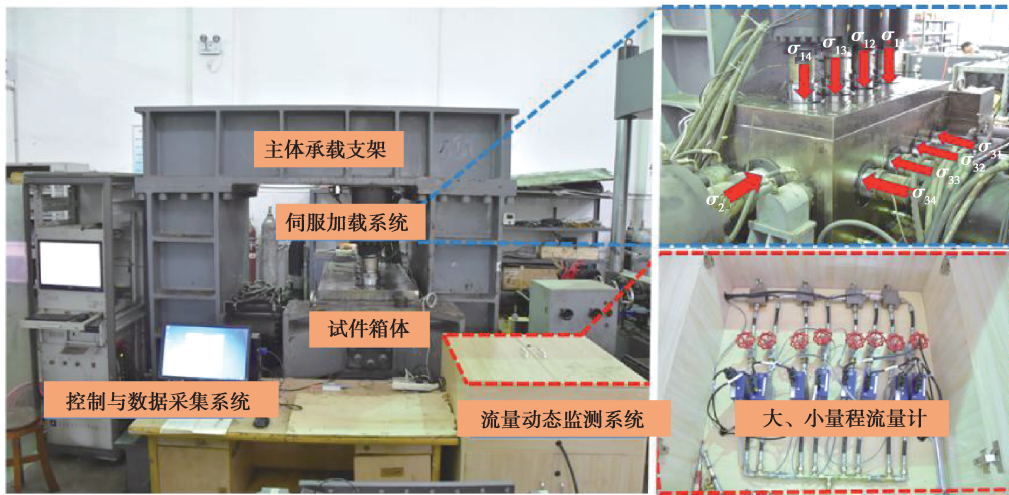 主体承载支架
伺服加载系统
试件箱体
控制与数据采集系统
流量动态监测系统
σ14
σ13
σ12
σ11
σ31
σ32
σ33
σ34
σ2
大、小量程流量计